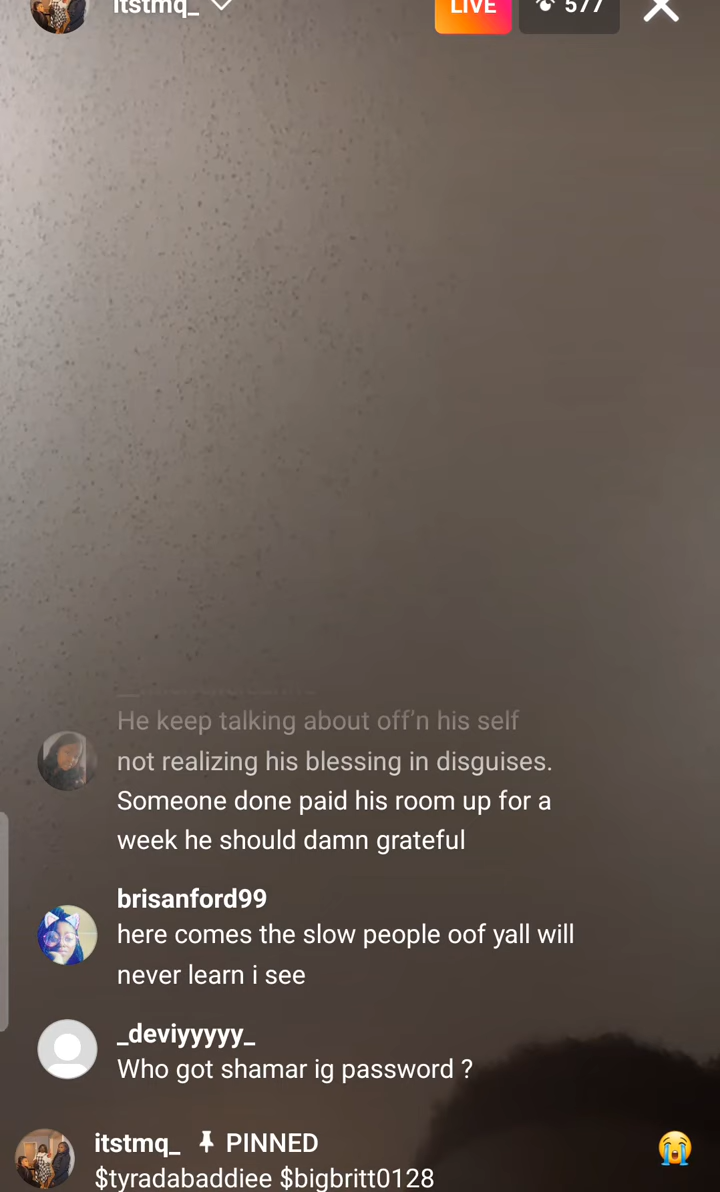 itstmq_
LIVE
577
He keep talking about off'n his self
not realizing his blessing in disguises.
Someone done paid his room up for a
week he should damn grateful
brisanford99
here comes the slow people oof yall will
never learn i see
_deviyyyyy_
Who got shamar ig password ?
itstmq_ PINNED
$tyradabaddiee $bigbritt0128